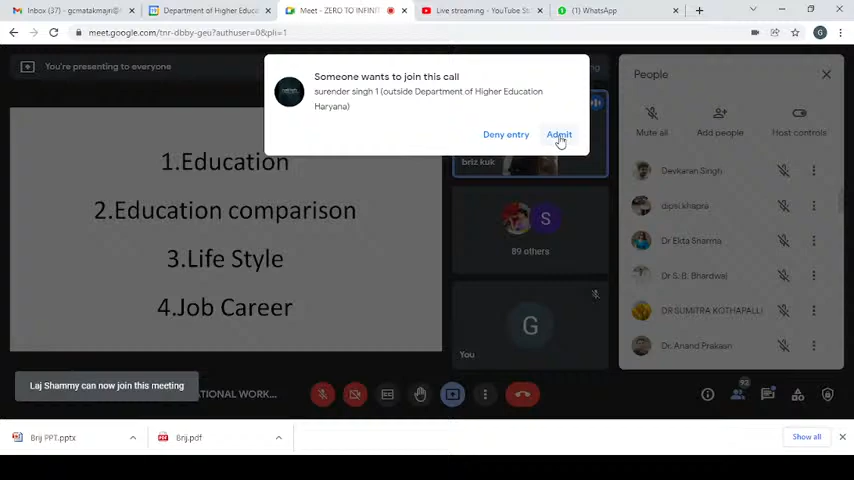 Inbox (37) - gcmatakmajri@
Department of Higher Educa
Meet - ZERO TO INFINIT
Live streaming - YouTube St
(1) WhatsApp
meet.google.com/tnr-dbby-geu?authuser=0&pli=1
G
You're presenting to everyone
Someone wants to join this call
surender singh 1 (outside Department of Higher Education
Haryana)
Deny entry
Admit
1.Education
2.Education comparison
3.Life Style
4.Job Career
briz kuk
S
89 others
G
You
People
Mute all
Add people
Host controls
Devkaran Singh
dipsi khapra
Dr Ekta Sharma
Dr S. B. Bhardwaj
DR SUMITRA KOTHAPALLI
Dr. Anand Prakash
Laj Shammy can now join this meeting
ATIONAL WORK...
92
Brij PPT.pptx
Brij.pdf
Show all